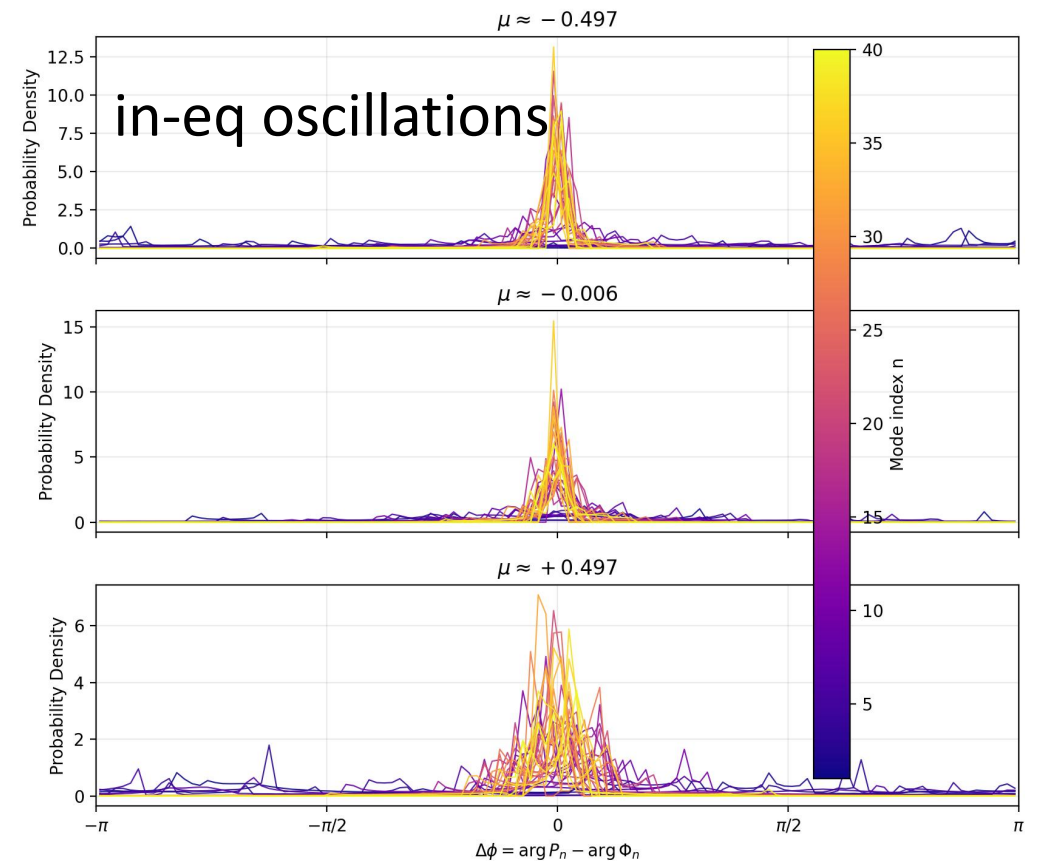 μ ≈ − 0.497
Probability Density
12.5
10.0
7.5
5.0
2.5
0.0
in-eq oscillations
μ ≈ − 0.006
Probability Density
15
10
5
0
μ ≈ + 0.497
Probability Density
6
4
2
0
−π
−π/2
0
π/2
π
Δϕ = arg Pₙ − arg Φₙ
40
35
30
25
20
15
10
5
Mode index n